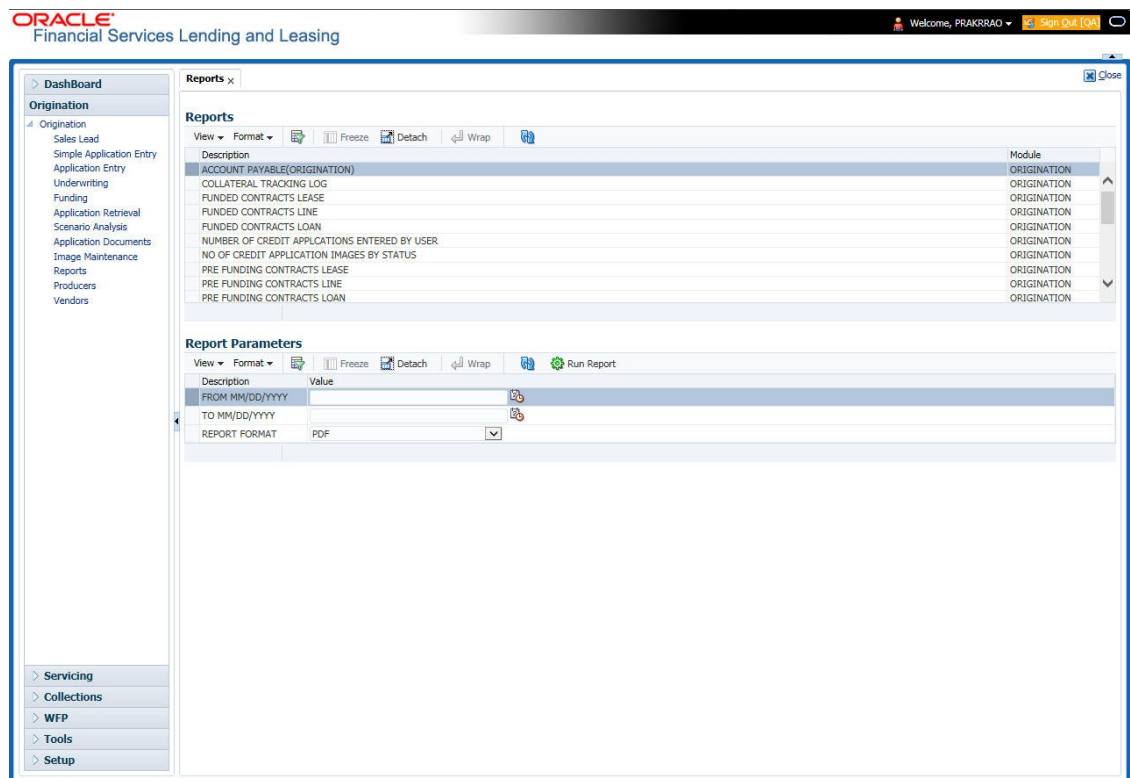 ORACLE
Financial Services Lending and Leasing
Welcome, PRAKRRAO
Sign Out [QA]
DashBoard
Origination
Origination
Sales Lead
Simple Application Entry
Application Entry
Underwriting
Funding
Application Retrieval
Scenario Analysis
Application Documents
Image Maintenance
Reports
Producers
Vendors
Servicing
Collections
WFP
Tools
Setup
Reports x
Close
Reports
View Format Freeze Detach Wrap
Description Module
ACCOUNT PAYABLE(ORIGINATION) ORIGINATION
COLLATERAL TRACKING LOG ORIGINATION
FUNDED CONTRACTS LEASE ORIGINATION
FUNDED CONTRACTS LINE ORIGINATION
FUNDED CONTRACTS LOAN ORIGINATION
NUMBER OF CREDIT APPLCATIONS ENTERED BY USER ORIGINATION
NO OF CREDIT APPLICATION IMAGES BY STATUS ORIGINATION
PRE FUNDING CONTRACTS LEASE ORIGINATION
PRE FUNDING CONTRACTS LINE ORIGINATION
PRE FUNDING CONTRACTS LOAN ORIGINATION
Report Parameters
View Format Freeze Detach Wrap Run Report
Description Value
FROM MM/DD/YYYY
TO MM/DD/YYYY
REPORT FORMAT PDF